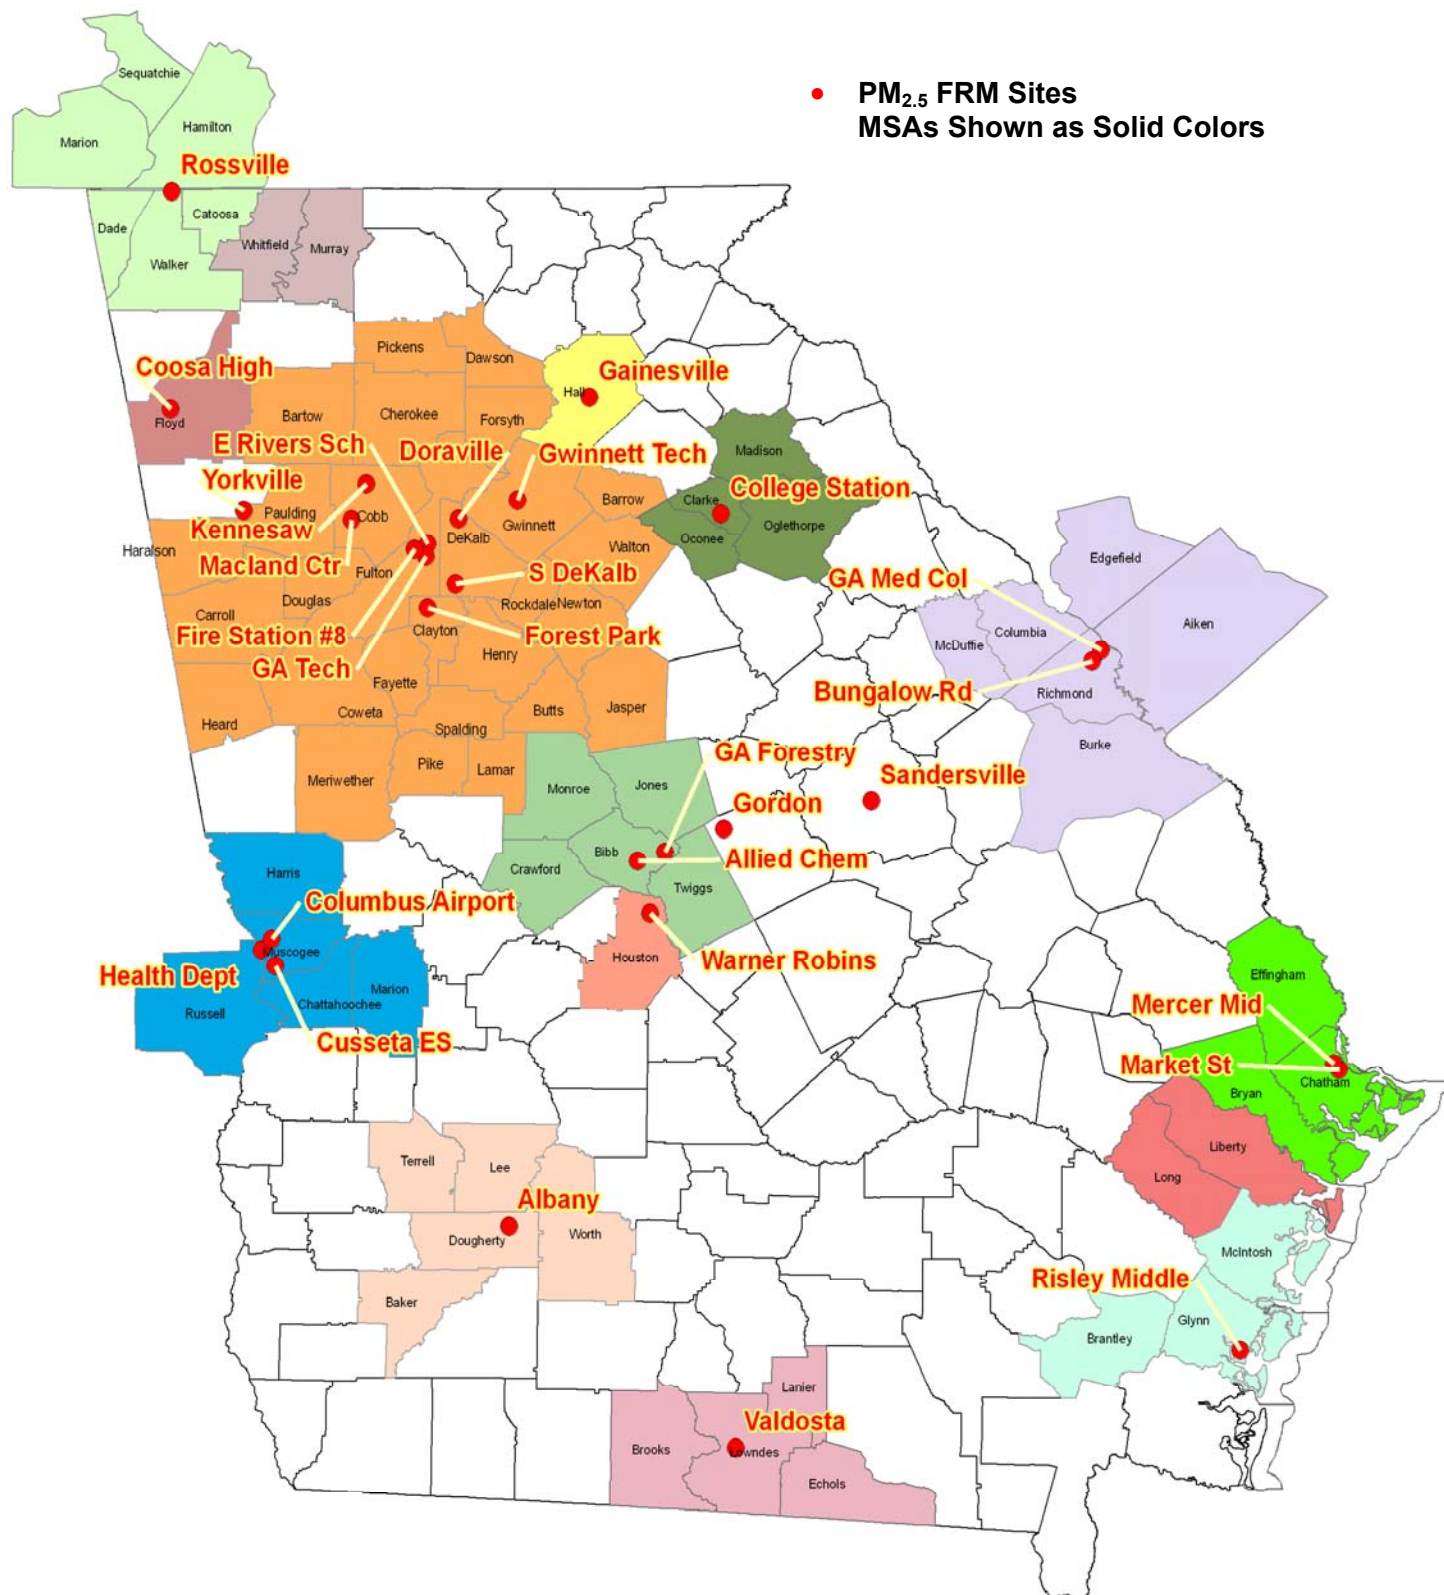 PM2.5 FRM Sites
MSAs Shown as Solid Colors
Sequatchie
Hamilton
Marion
Rossville
Catoosa
Dade
Whitfield
Murray
Walker
Pickens
Dawson
Coosa High
Gainesville
Hall
Floyd
Bartow
Cherokee
Forsyth
E Rivers Sch
Doraville
Gwinnett Tech
Madison
Yorkville
College Station
Clarke
Barrow
Paulding
Cobb
Gwinnett
Oglethorpe
Kennesaw
DeKalb
Oconee
Haralson
Walton
Macland Ctr
Fulton
S DeKalb
Edgefield
GA Med Col
Douglas
Rockdale
Newton
Carroll
Fire Station #8
Clayton
Forest Park
Columbia
Aiken
McDuffie
GA Tech
Henry
Fayette
Bungalow Rd
Richmond
Heard
Coweta
Butts
Jasper
Spalding
Burke
GA Forestry
Pike
Lamar
Sandersville
Meriwether
Monroe
Jones
Gordon
Bibb
Allied Chem
Crawford
Harris
Twiggs
Columbus Airport
Muscogee
Houston
Warner Robins
Health Dept
Effingham
Marion
Chattahoochee
Russell
Mercer Mid
Cusseta ES
Market St
Chatham
Bryan
Terrell
Lee
Liberty
Long
Albany
Dougherty
Worth
McIntosh
Risley Middle
Baker
Glynn
Brantley
Lanier
Valdosta
Brooks
Lowndes
Echols